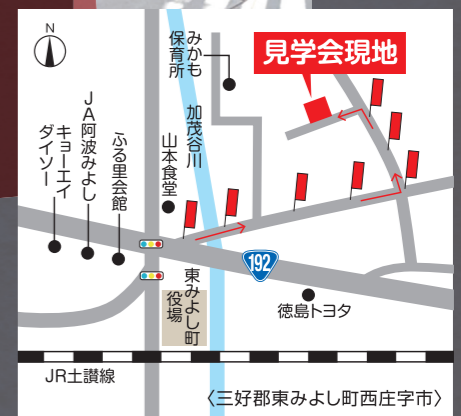 N
見学会現地
みかも
保育所
加茂谷川
山本食堂
ふる里会館
JA阿波みよし
キョーエイ
ダイソー
192
東みよし町
役場
徳島トヨタ
JR土讃線
〈三好郡東みよし町西庄字市〉